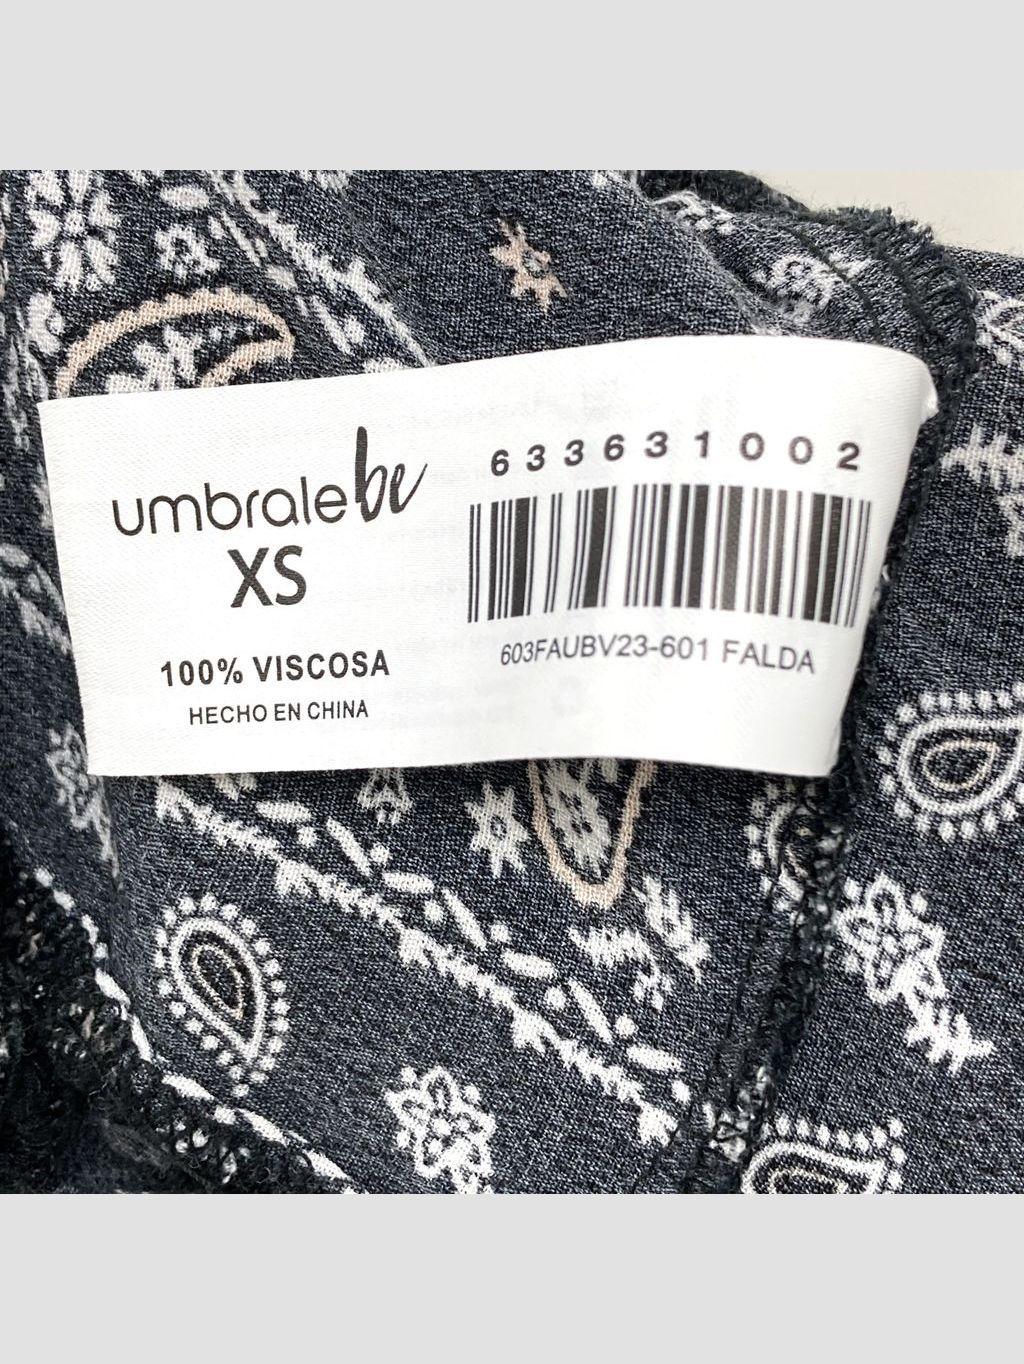 umbrale be
XS
100% VISCOSA
HECHO EN CHINA
633631002
603FAUBV23-601 FALDA